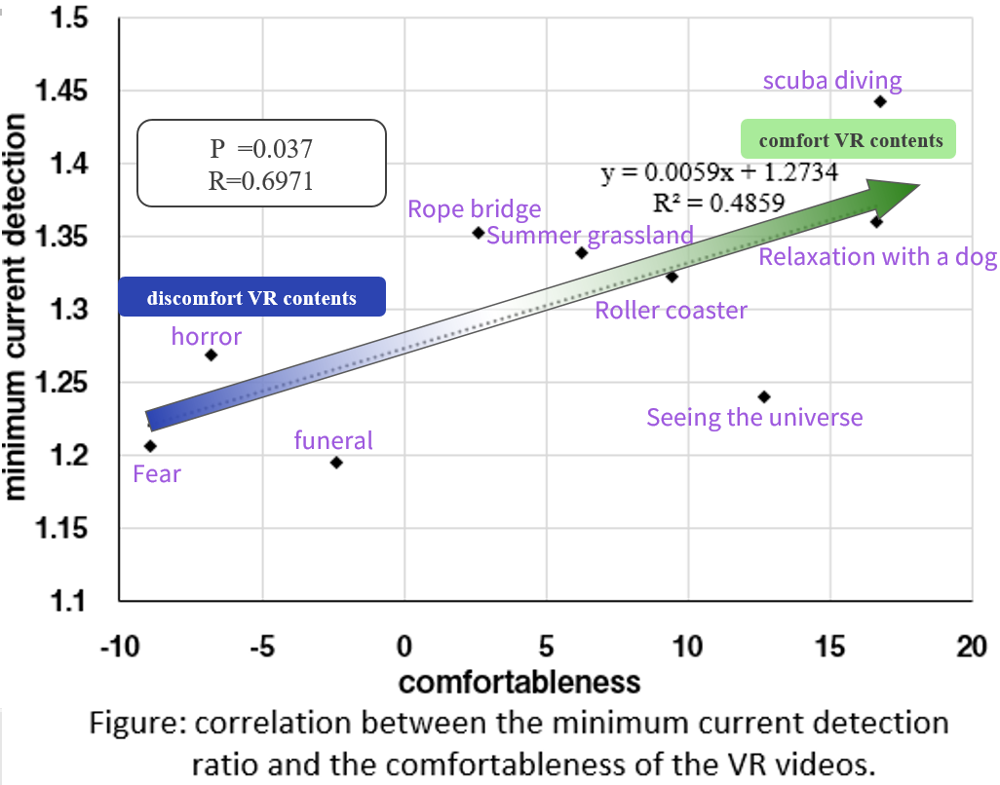 1.5
1.45
1.4
1.35
1.3
1.25
1.2
1.15
1.1
minimum current detection
scuba diving
comfort VR contents
P =0.037
R=0.6971
y = 0.0059x + 1.2734
R² = 0.4859
Rope bridge
Summer grassland
Relaxation with a dog
discomfort VR contents
Roller coaster
horror
Seeing the universe
funeral
Fear
-10 -5 0 5 10 15 20
comfortableness
Figure: correlation between the minimum current detection
ratio and the comfortableness of the VR videos.